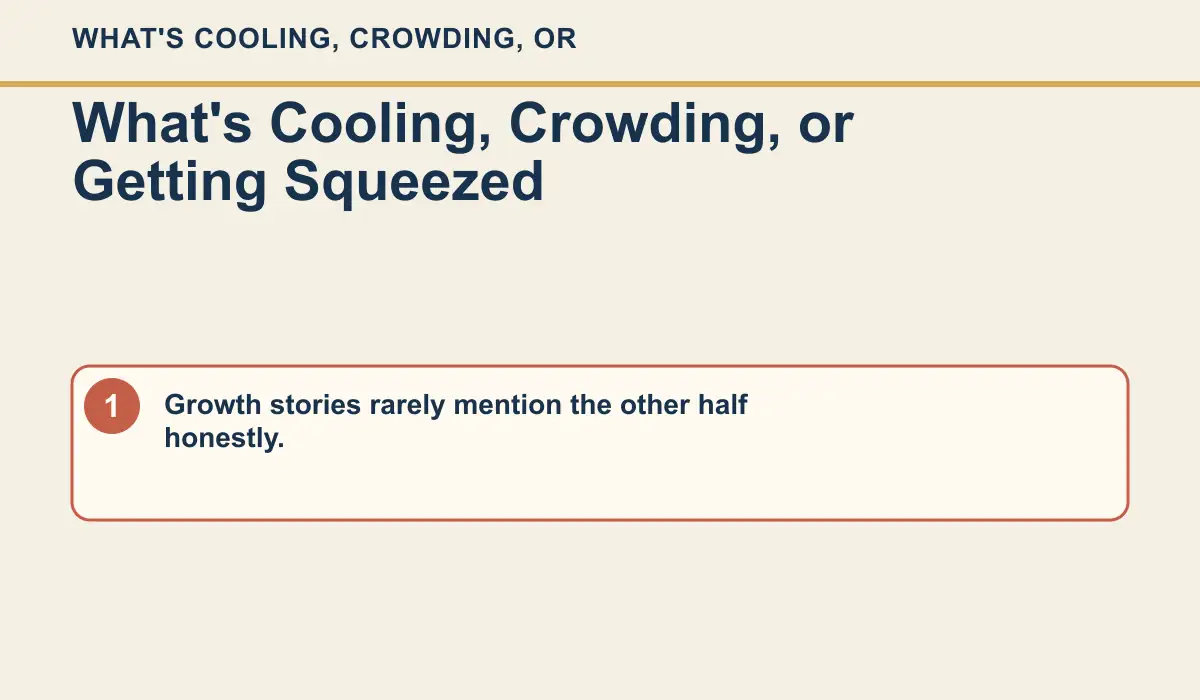 WHAT'S COOLING, CROWDING, OR
What's Cooling, Crowding, or
Getting Squeezed
1
Growth stories rarely mention the other half
honestly.